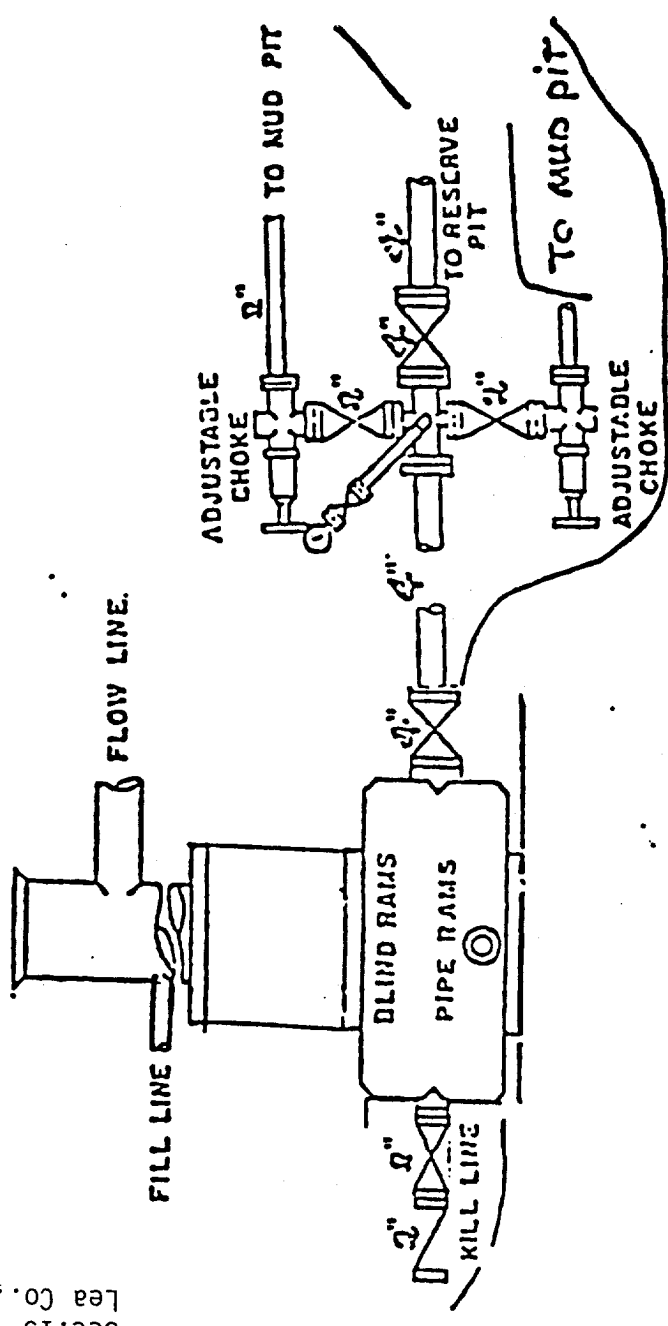 FLOW LINE.
FILL LINE
BLIND RAMS
PIPE RAMS
2"
2"
KILL LINE
4"
4"
ADJUSTABLE
CHOKE
2"
TO MUD PIT
2"
4"
4"
TO RESERVE
PIT
2"
ADJUSTABLE
CHOKE
TO MUD PIT
Lea Co.,